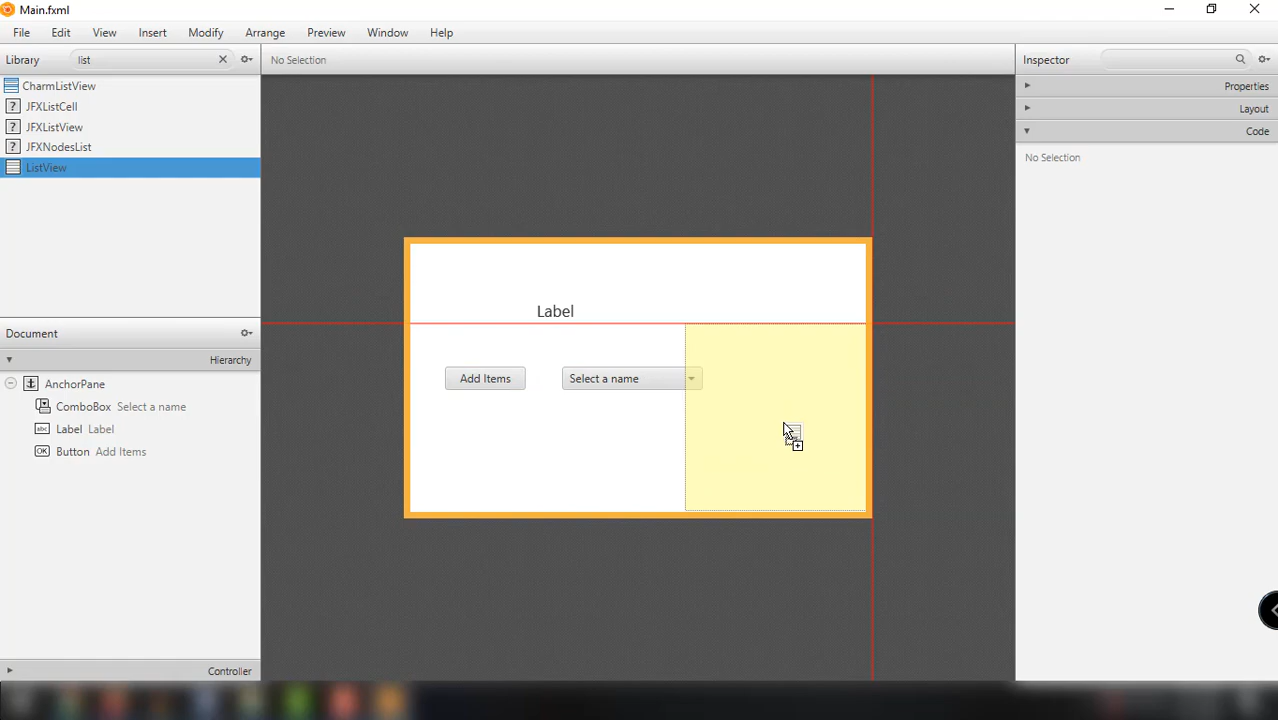 Main.fxml
File Edit View Insert Modify Arrange Preview Window Help
Library list No Selection Inspector
CharmListView
JFXListCell
JFXListView
JFXNodesList
ListView
Properties
Layout
Code
No Selection
Label
Add Items Select a name
Document
Hierarchy
AnchorPane
ComboBox Select a name
abc Label Label
OK Button Add Items
Controller